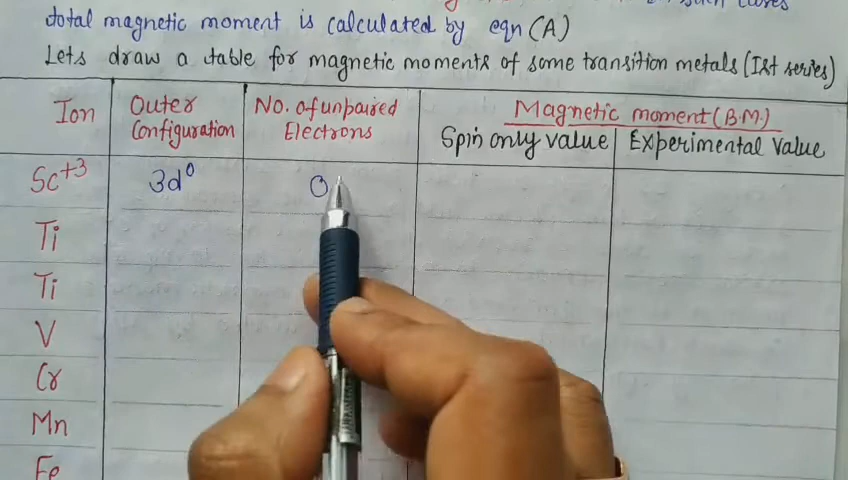 total magnetic moment is calculated by eqn (A)
Lets draw a table for magnetic moments of some transition metals (Ist series)
Ion Outer Configuration No. of unpaired Electrons Magnetic moment (B.M.)
Spin only value Experimental value
Sc+3 3d⁰ 0
Ti
Ti
V
Cr
Mn
Fe